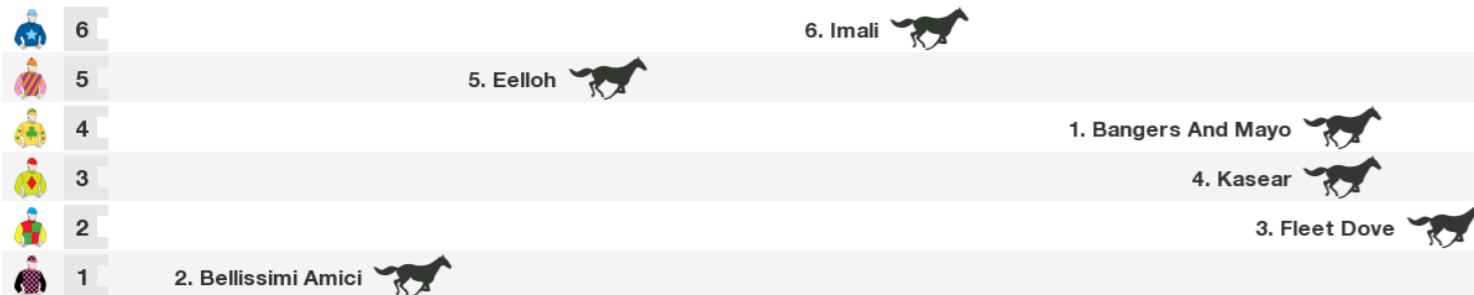 6 6. Imali
5 5. Eelloh
4 1. Bangers And Mayo
3 4. Kasear
2 3. Fleet Dove
1 2. Bellissimi Amici